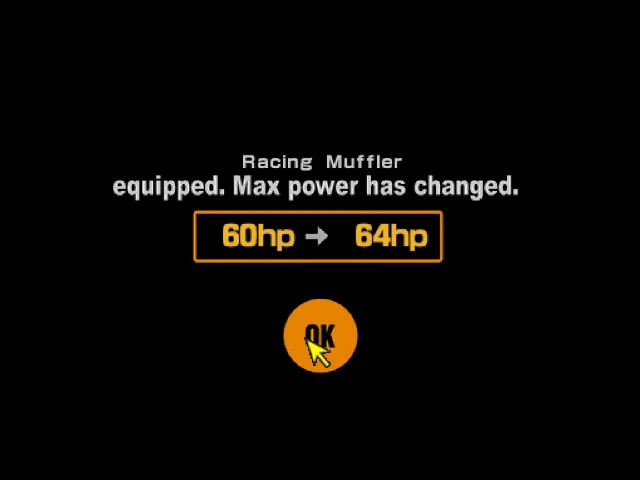 Racing Muffler
equipped. Max power has changed.
60hp → 64hp
OK